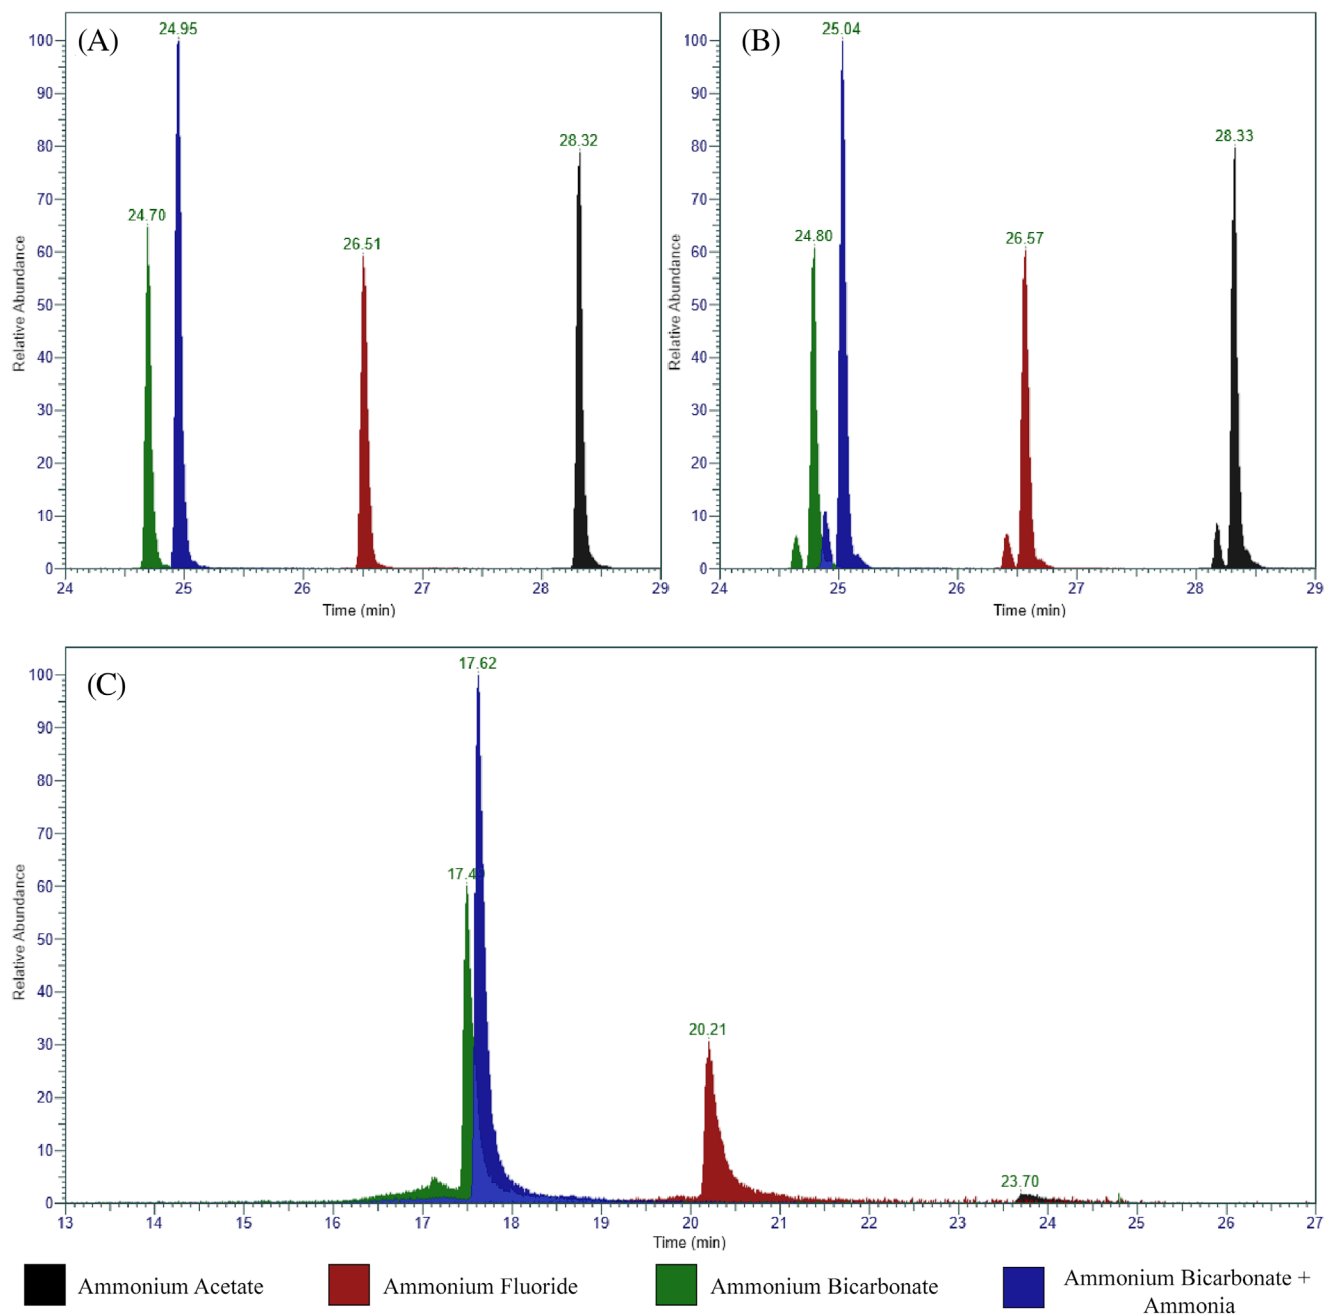 (A)
24.95
24.70
26.51
28.32
100
90
80
70
60
50
40
30
20
10
0
Relative Abundance
24 25 26 27 28 29
Time (min)
(B)
25.04
24.80
26.57
28.33
100
90
80
70
60
50
40
30
20
10
0
Relative Abundance
24 25 26 27 28 29
Time (min)
(C)
17.62
17.4
20.21
23.70
100
90
80
70
60
50
40
30
20
10
0
Relative Abundance
13 14 15 16 17 18 19 20 21 22 23 24 25 26 27
Time (min)
Ammonium Acetate
Ammonium Fluoride
Ammonium Bicarbonate
Ammonium Bicarbonate +
Ammonia